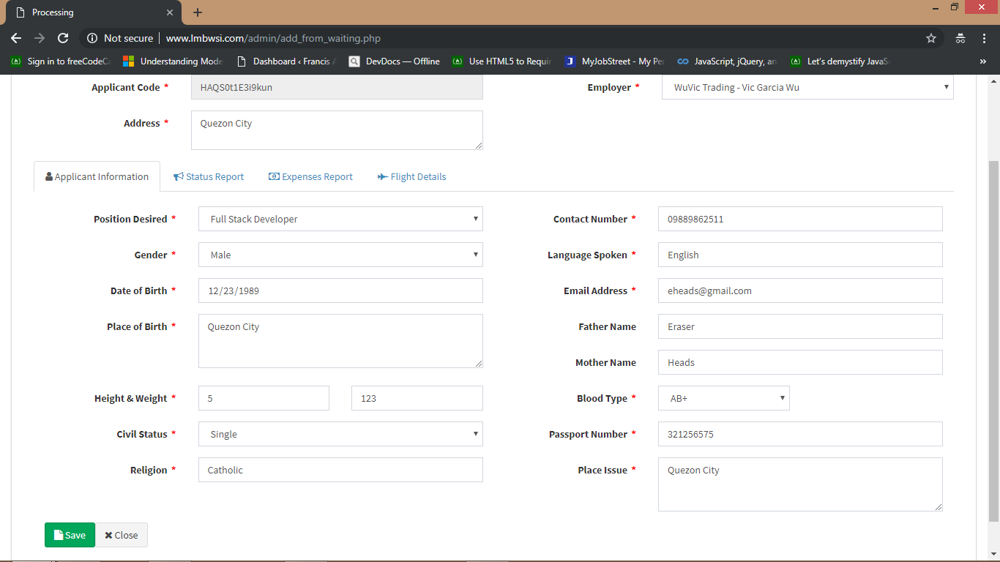 Processing
Not secure | www.lmbwsi.com/admin/add_from_waiting.php
Sign in to freeCodeCa Understanding Mode Dashboard ‹ Francis DevDocs — Offline Use HTML5 to Requir MyJobStreet - My Per JavaScript, jQuery, an Let's demystify JavaS
Applicant Code * HAQS0t1E3i9kun Employer * WuVic Trading - Vic Garcia Wu
Address * Quezon City
Applicant Information Status Report Expenses Report Flight Details
Position Desired * Full Stack Developer Contact Number * 09889862511
Gender * Male Language Spoken * English
Date of Birth * 12/23/1989 Email Address * eheads@gmail.com
Place of Birth * Quezon City Father Name Eraser
Mother Name Heads
Height & Weight * 5 123 Blood Type * AB+
Civil Status * Single Passport Number * 321256575
Religion * Catholic Place Issue * Quezon City
Save Close